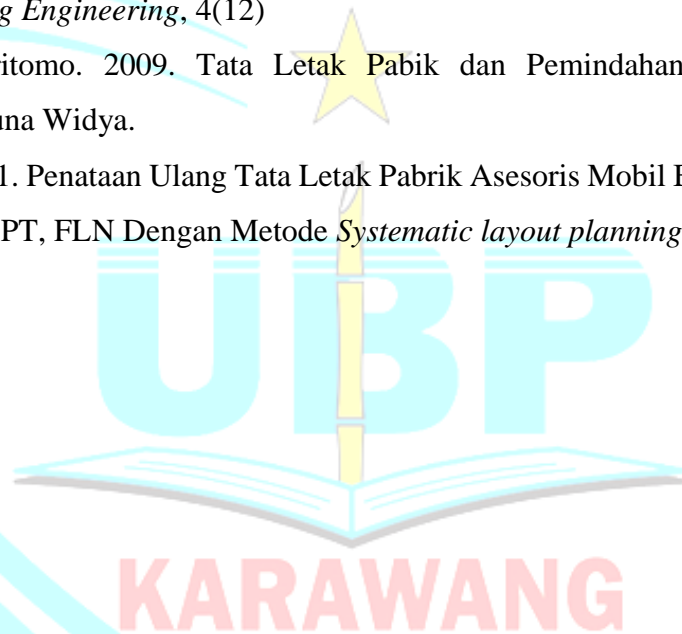 g Engineering, 4(12)
ritomo. 2009. Tata Letak Pabik dan Pemindahan
una Widya.
1. Penataan Ulang Tata Letak Pabrik Asesoris Mobil
PT, FLN Dengan Metode Systematic layout planning
UBP
KARAWANG